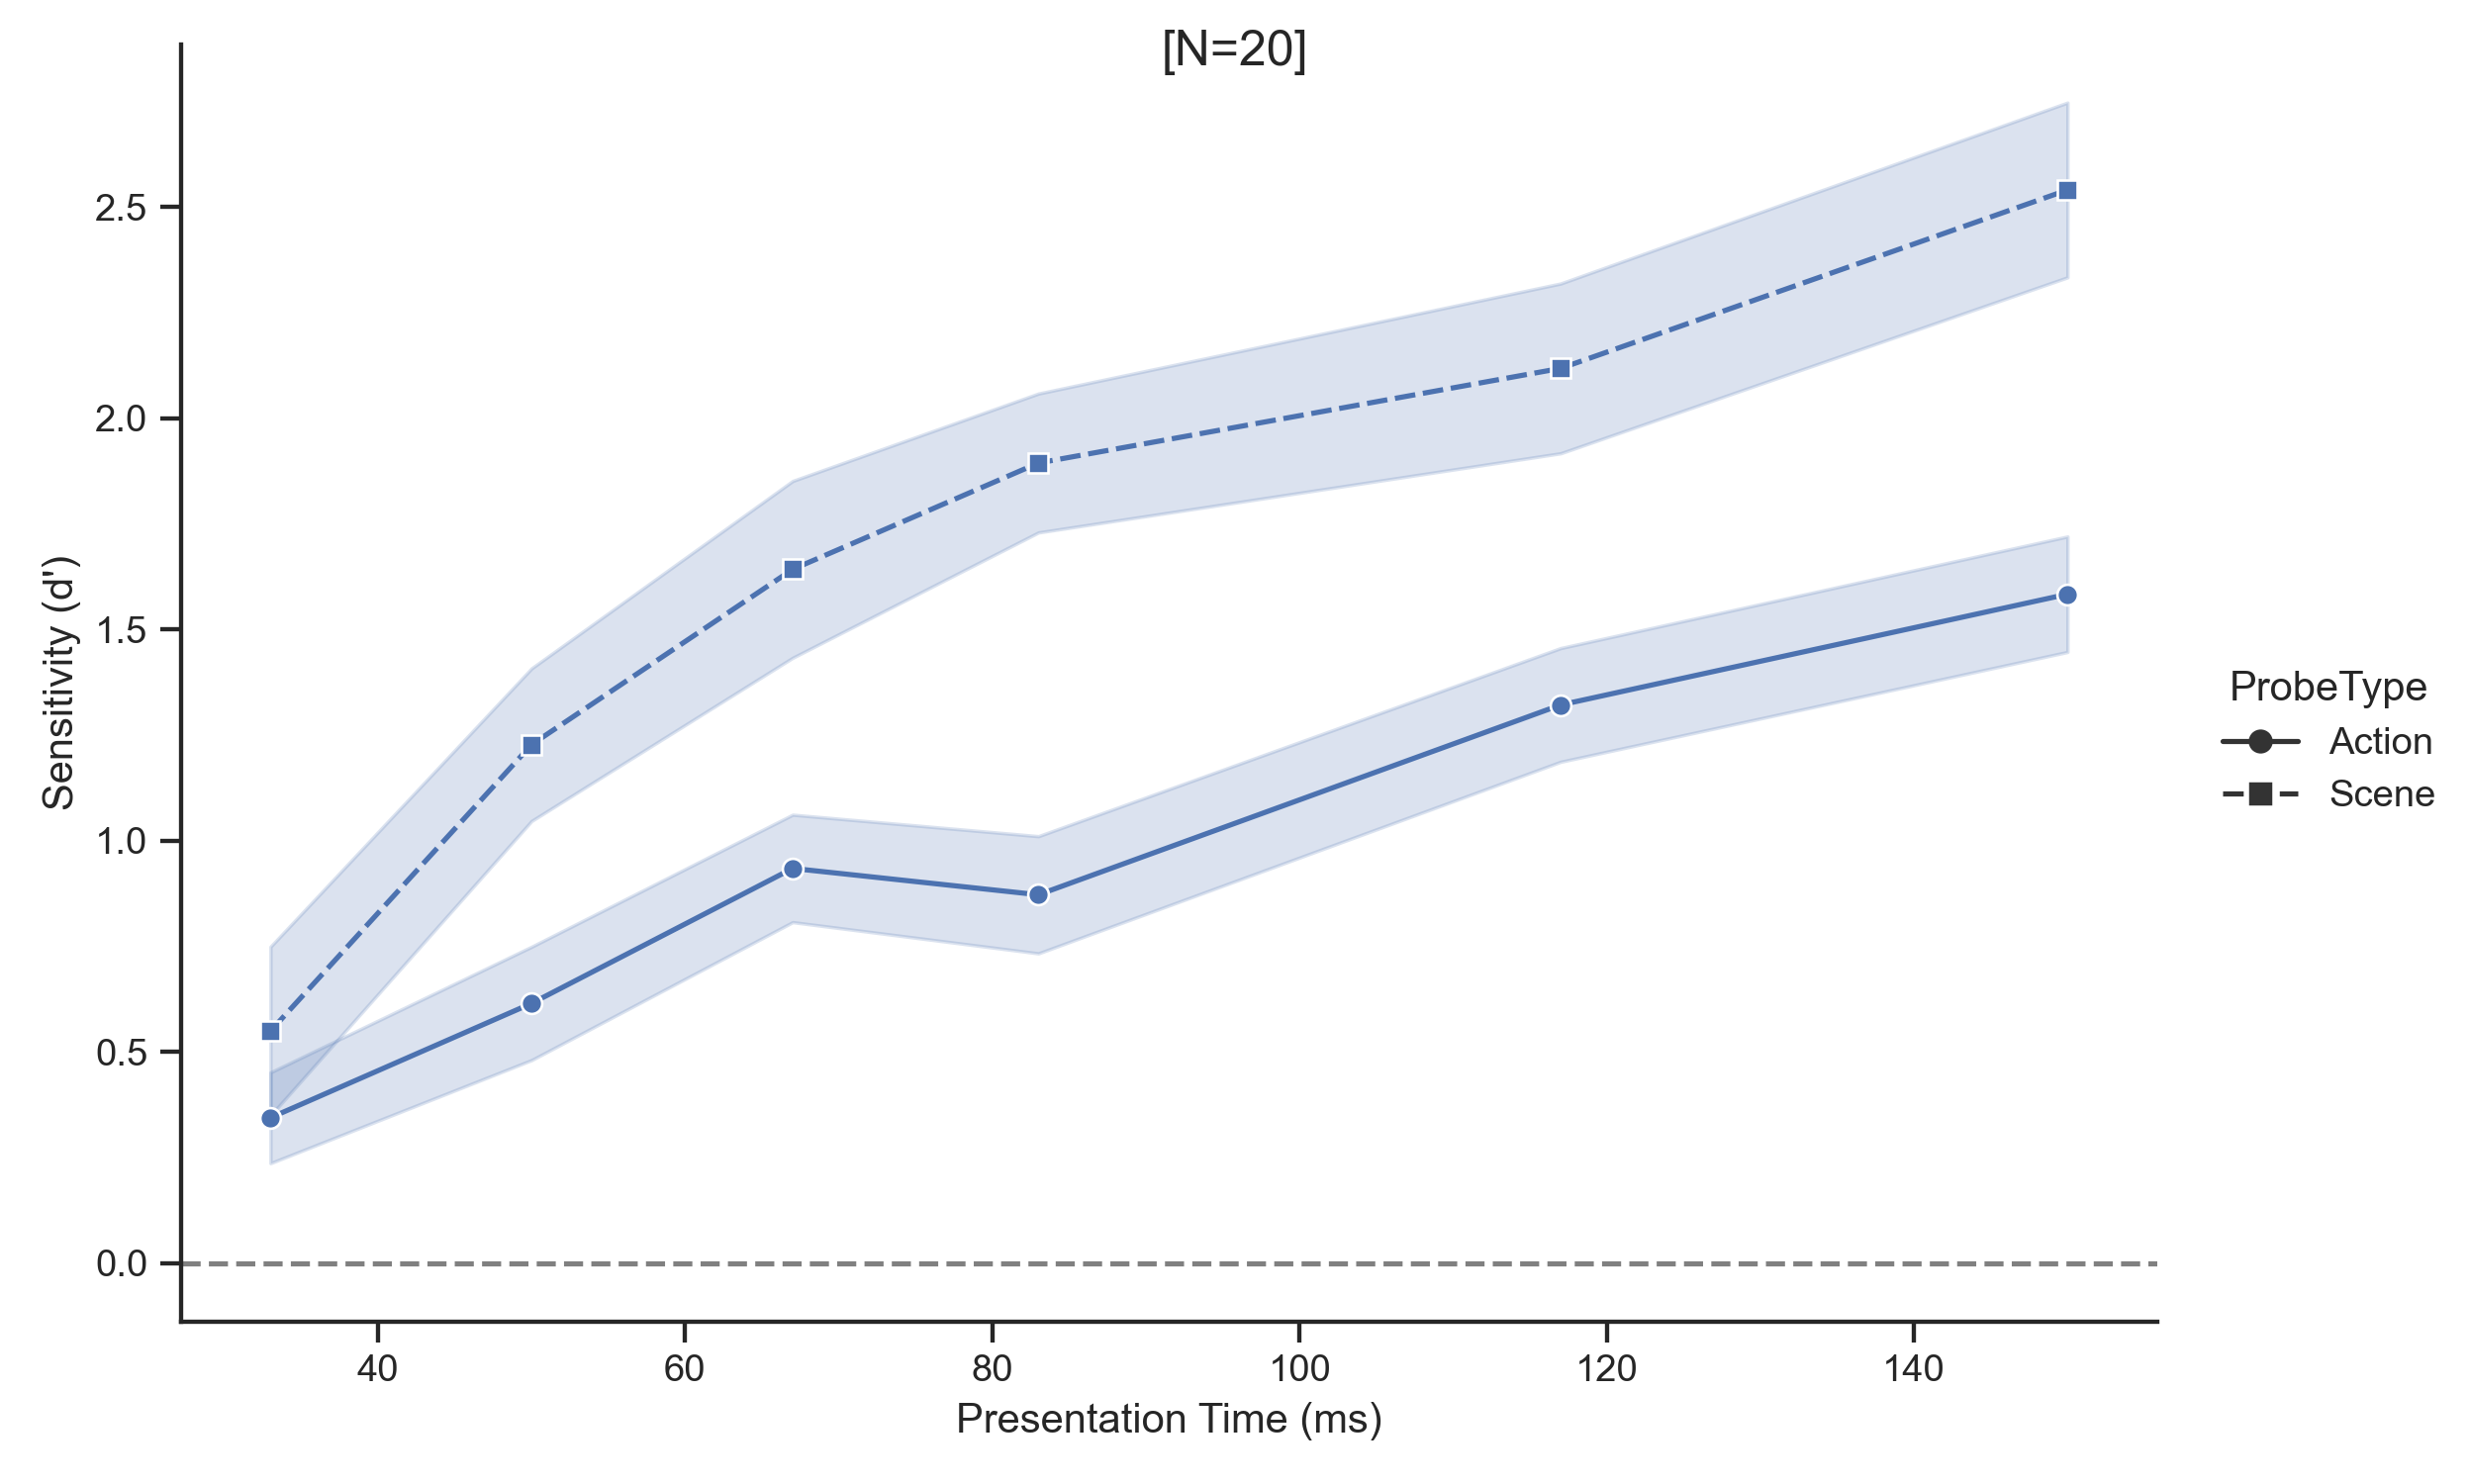 [N=20]
Sensitivity (d')
2.5
2.0
1.5
1.0
0.5
0.0
40 60 80 100 120 140
Presentation Time (ms)
ProbeType
Action
Scene